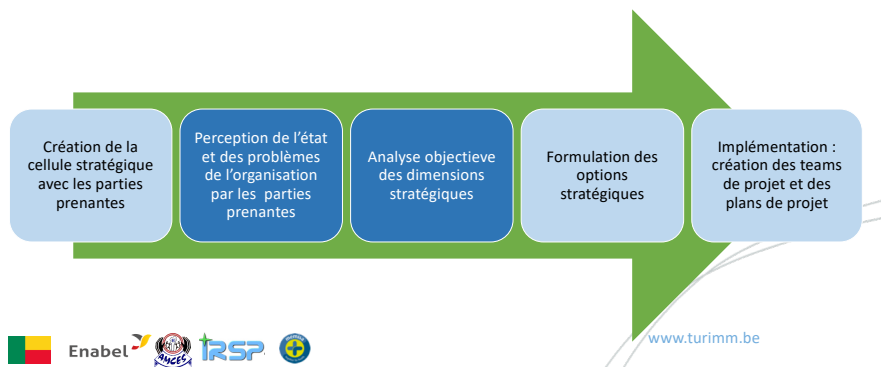 Création de la
cellule stratégique
avec les parties
prenantes
Perception de l'état
et des problèmes
de l'organisation
par les parties
prenantes
Analyse objectieve
des dimensions
stratégiques
Formulation des
options
stratégiques
Implémentation :
création des teams
de projet et des
plans de projet
Enabel
AMCES
IRSP
www.turimm.be